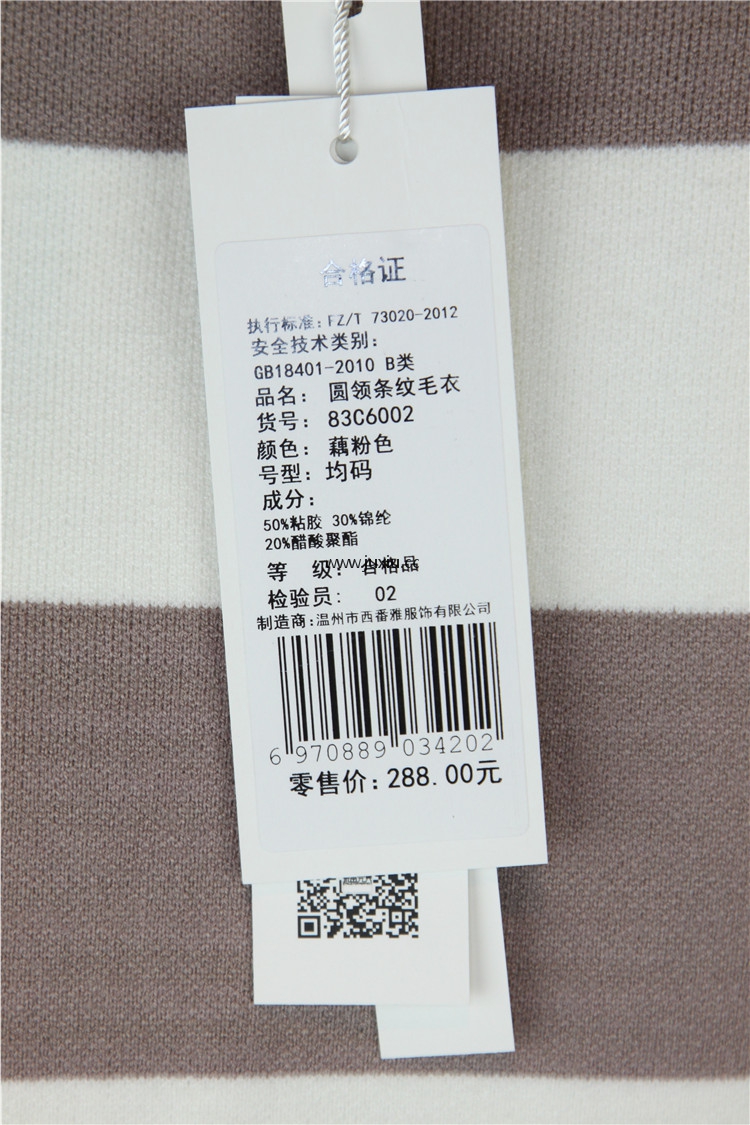 合格证
执行标准: FZ/T 73020-2012
安全技术类别:
GB18401-2010 B类
品名: 圆领条纹毛衣
货号: 83C6002
颜色: 藕粉色
号型: 均码
成分:
50%粘胶 30%锦纶
20%醋酸聚酯
等 级: 合格品
检验员: 02
制造商:温州市西番雅服饰有限公司
6 970889 034202
零售价: 288.00元